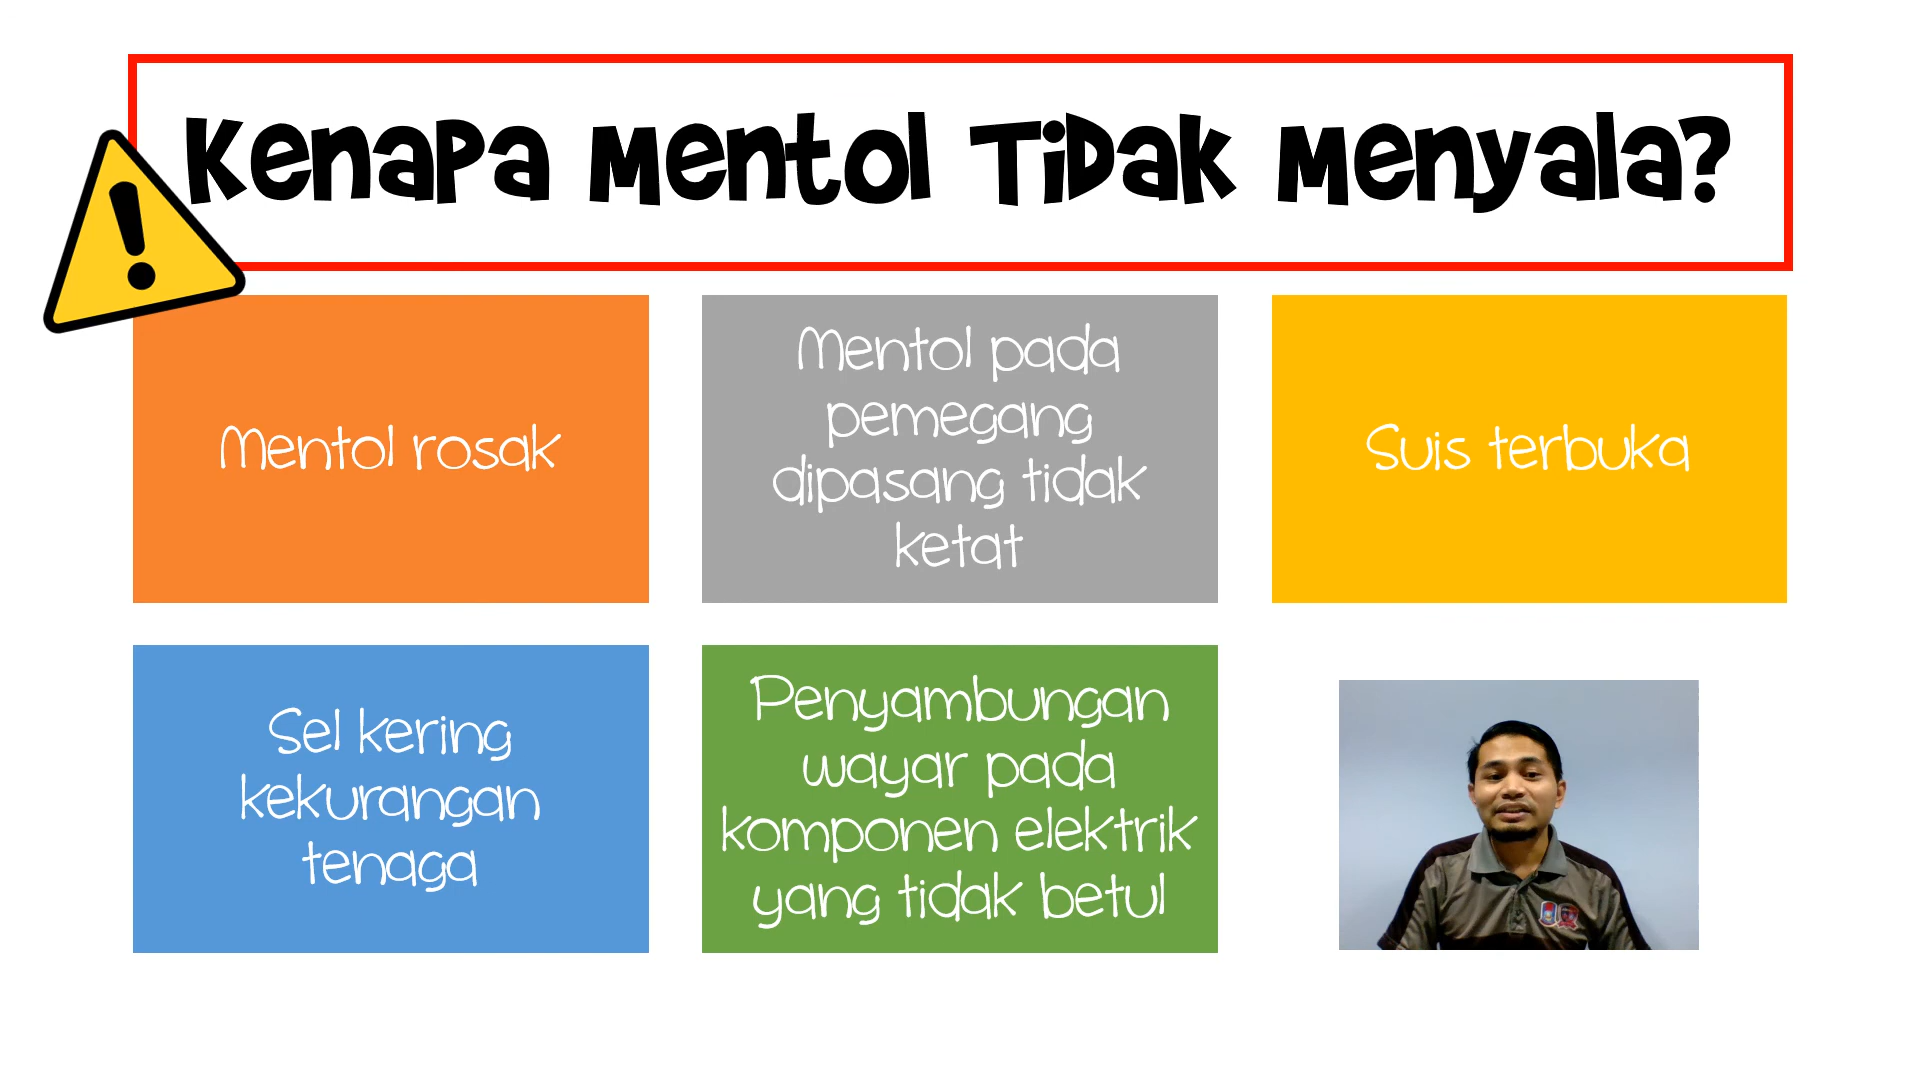 Kenapa Mentol Tidak Menyala?
Mentol rosak
Mentol pada
pemegang
dipasang tidak
ketat
Suis terbuka
Sel kering
kekurangan
tenaga
Penyambungan
wayar pada
komponen elektrik
yang tidak betul